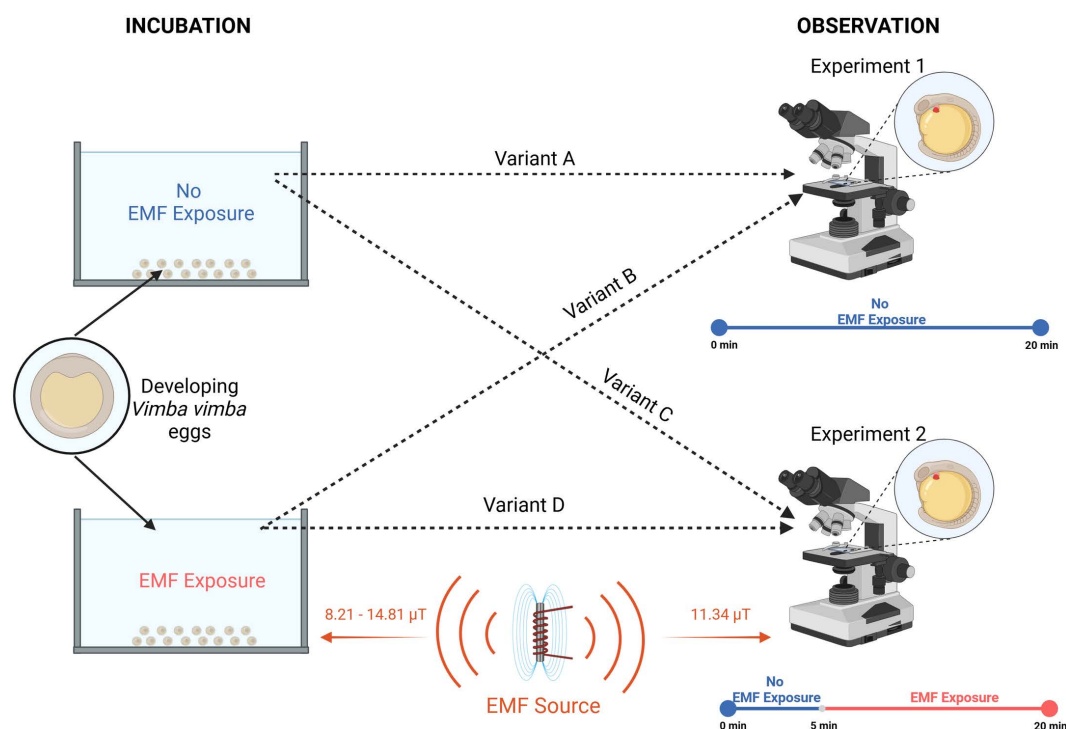 INCUBATION
OBSERVATION
Experiment 1
Variant A
No
EMF Exposure
Variant B
No
EMF Exposure
0 min
20 min
Developing
Vimba vimba
eggs
Variant C
Experiment 2
Variant D
EMF Exposure
8.21 - 14.81 µT
11.34 µT
EMF Source
No
EMF Exposure
EMF Exposure
0 min
5 min
20 min